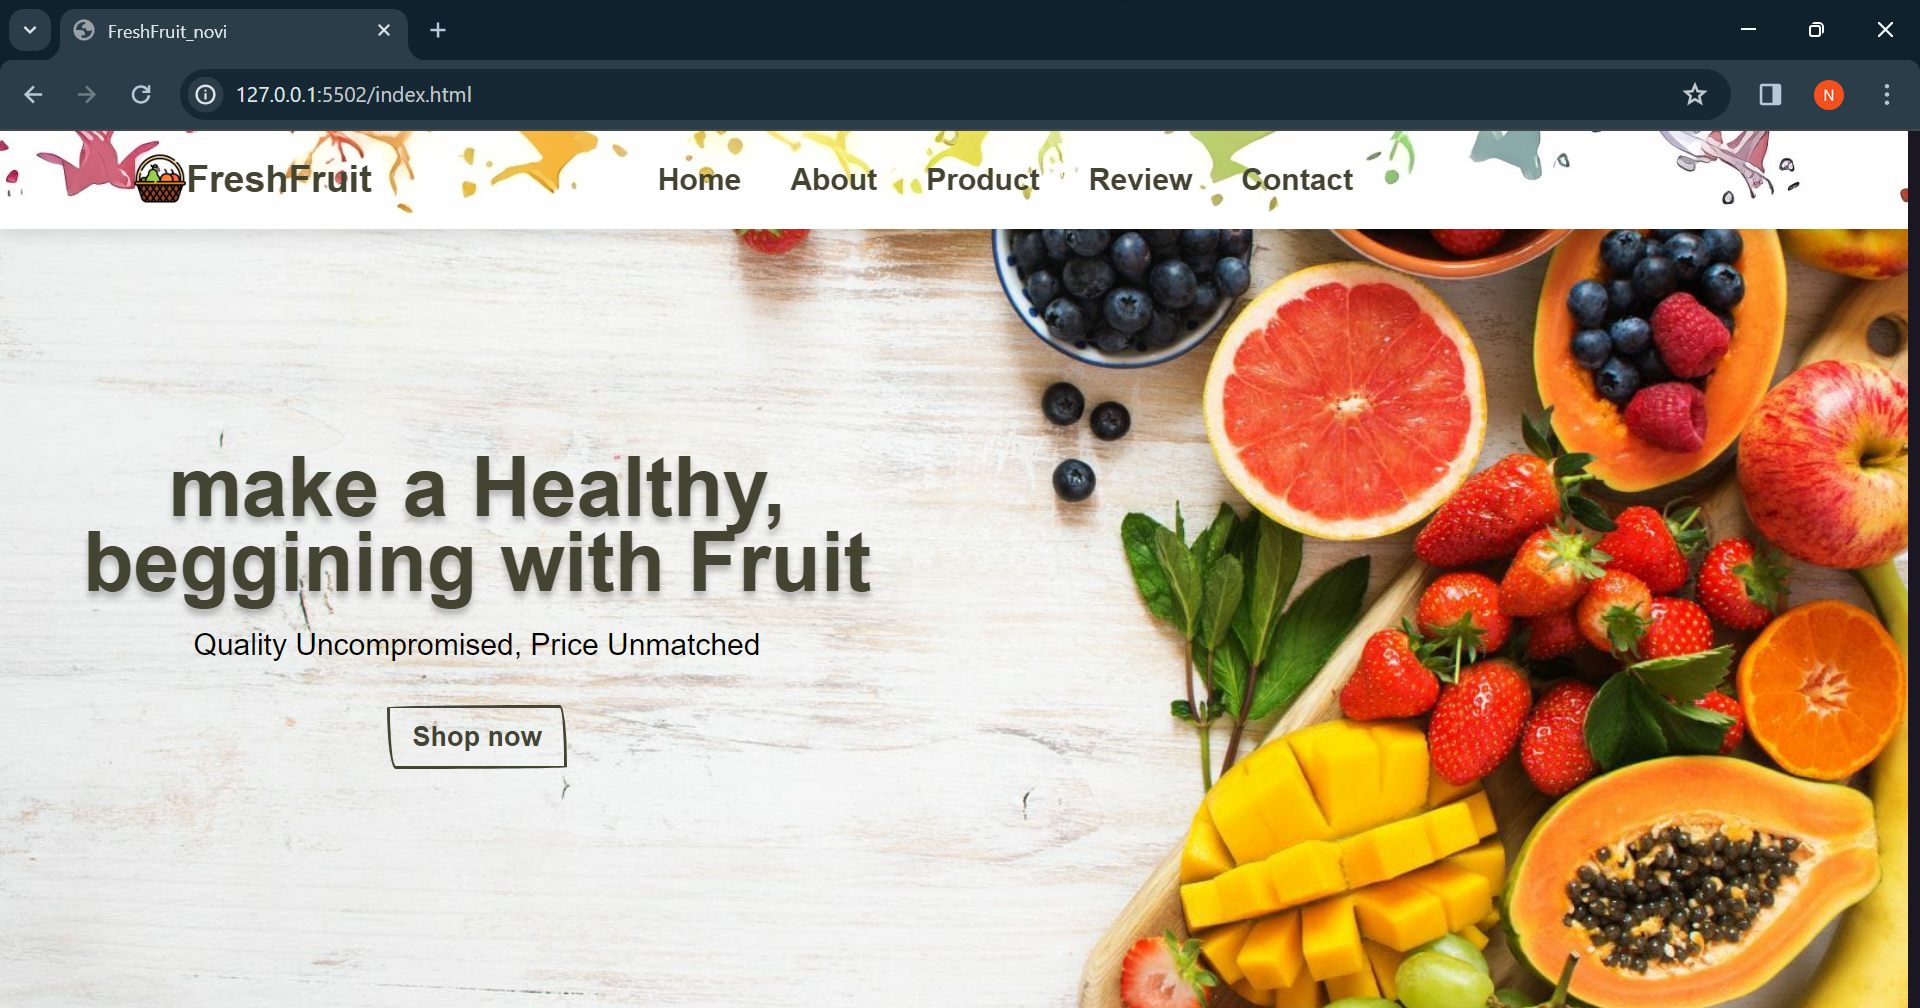 FreshFruit_novi
127.0.0.1:5502/index.html
N
FreshFruit
Home About Product Review Contact
make a Healthy,
beggining with Fruit
Quality Uncompromised, Price Unmatched
Shop now